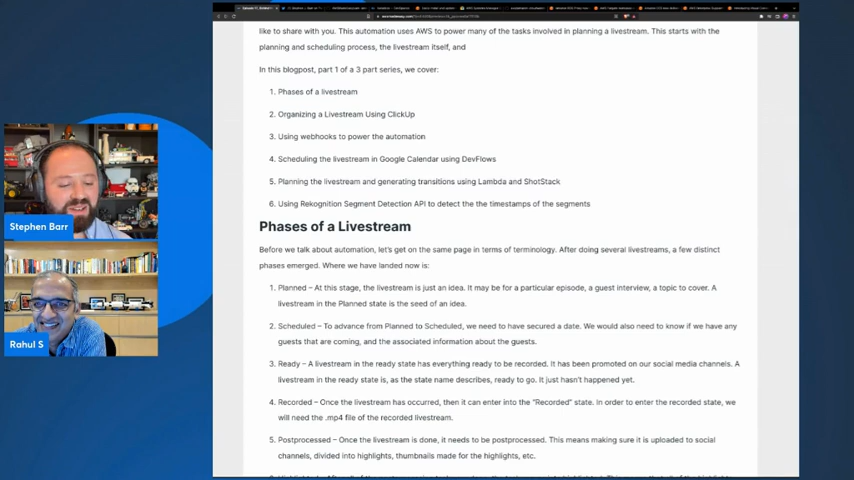 like to share with you. This automation uses AWS to power many of the tasks involved in planning a livestream. This starts with the
planning and scheduling process, the livestream itself, and
In this blogpost, part 1 of a 3 part series, we cover:
1. Phases of a livestream
2. Organizing a Livestream Using ClickUp
3. Using webhooks to power the automation
4. Scheduling the livestream in Google Calendar using DevFlows
5. Planning the livestream and generating transitions using Lambda and ShotStack
6. Using Rekognition Segment Detection API to detect the the timestamps of the segments
Phases of a Livestream
Before we talk about automation, let's get on the same page in terms of terminology. After doing several livestreams, a few distinct
phases emerged. Where we have landed now is:
1. Planned – At this stage, the livestream is just an idea. It may be for a particular episode, a guest interview, a topic to cover. A
livestream in the Planned state is the seed of an idea.
2. Scheduled – To advance from Planned to Scheduled, we need to have secured a date. We would also need to know if we have any
guests that are coming, and the associated information about the guests.
3. Ready – A livestream in the ready state has everything ready to be recorded. It has been promoted on our social media channels. A
livestream in the ready state is, as the state name describes, ready to go. It just hasn't happened yet.
4. Recorded – Once the livestream has occurred, then it can enter into the "Recorded" state. In order to enter the recorded state, we
will need the .mp4 file of the recorded livestream.
5. Postprocessed – Once the livestream is done, it needs to be postprocessed. This means making sure it is uploaded to social
channels, divided into highlights, thumbnails made for the highlights, etc.
Stephen Barr
Rahul S